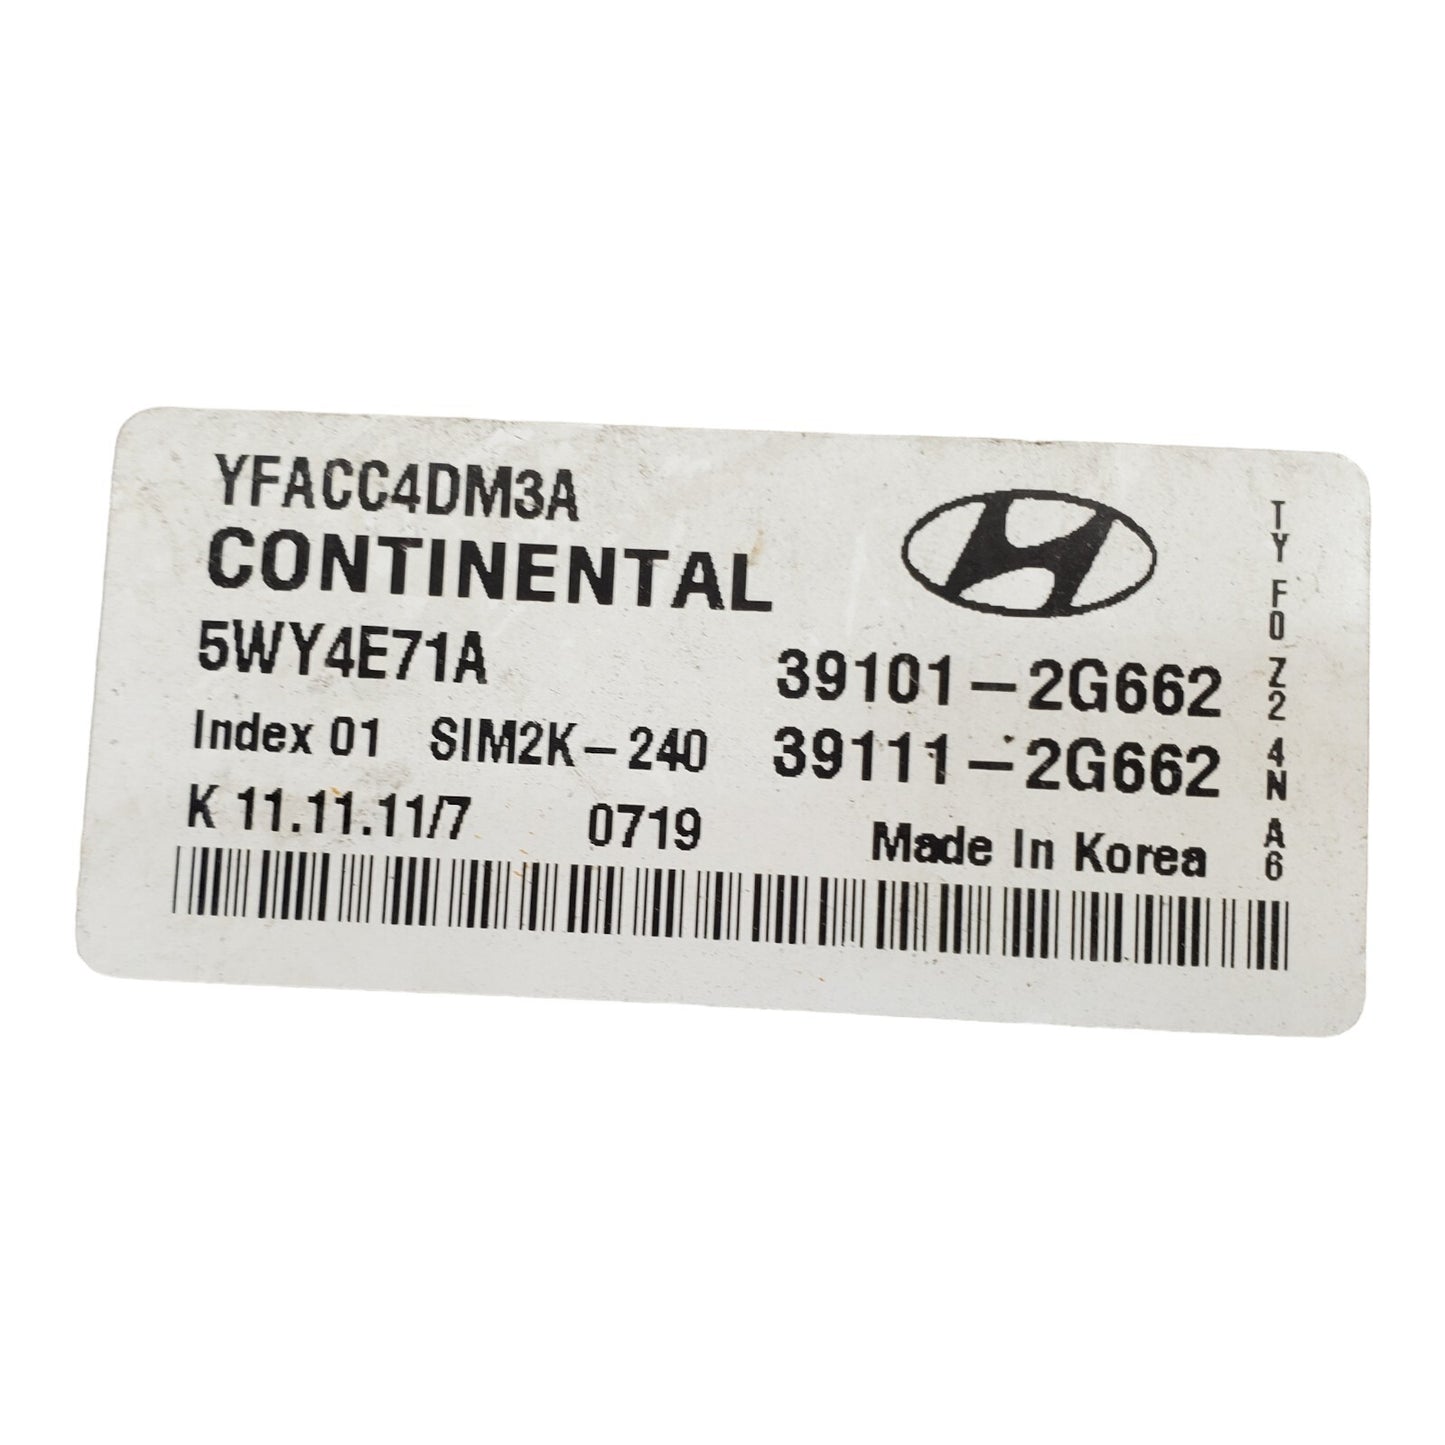 YFACC4DM3A
CONTINENTAL
5WY4E71A
39101-2G662
Index 01 SIM2K-240
39111-2G662
K 11.11.11/7 0719
Made In Korea
TY F0 Z2 4N A6